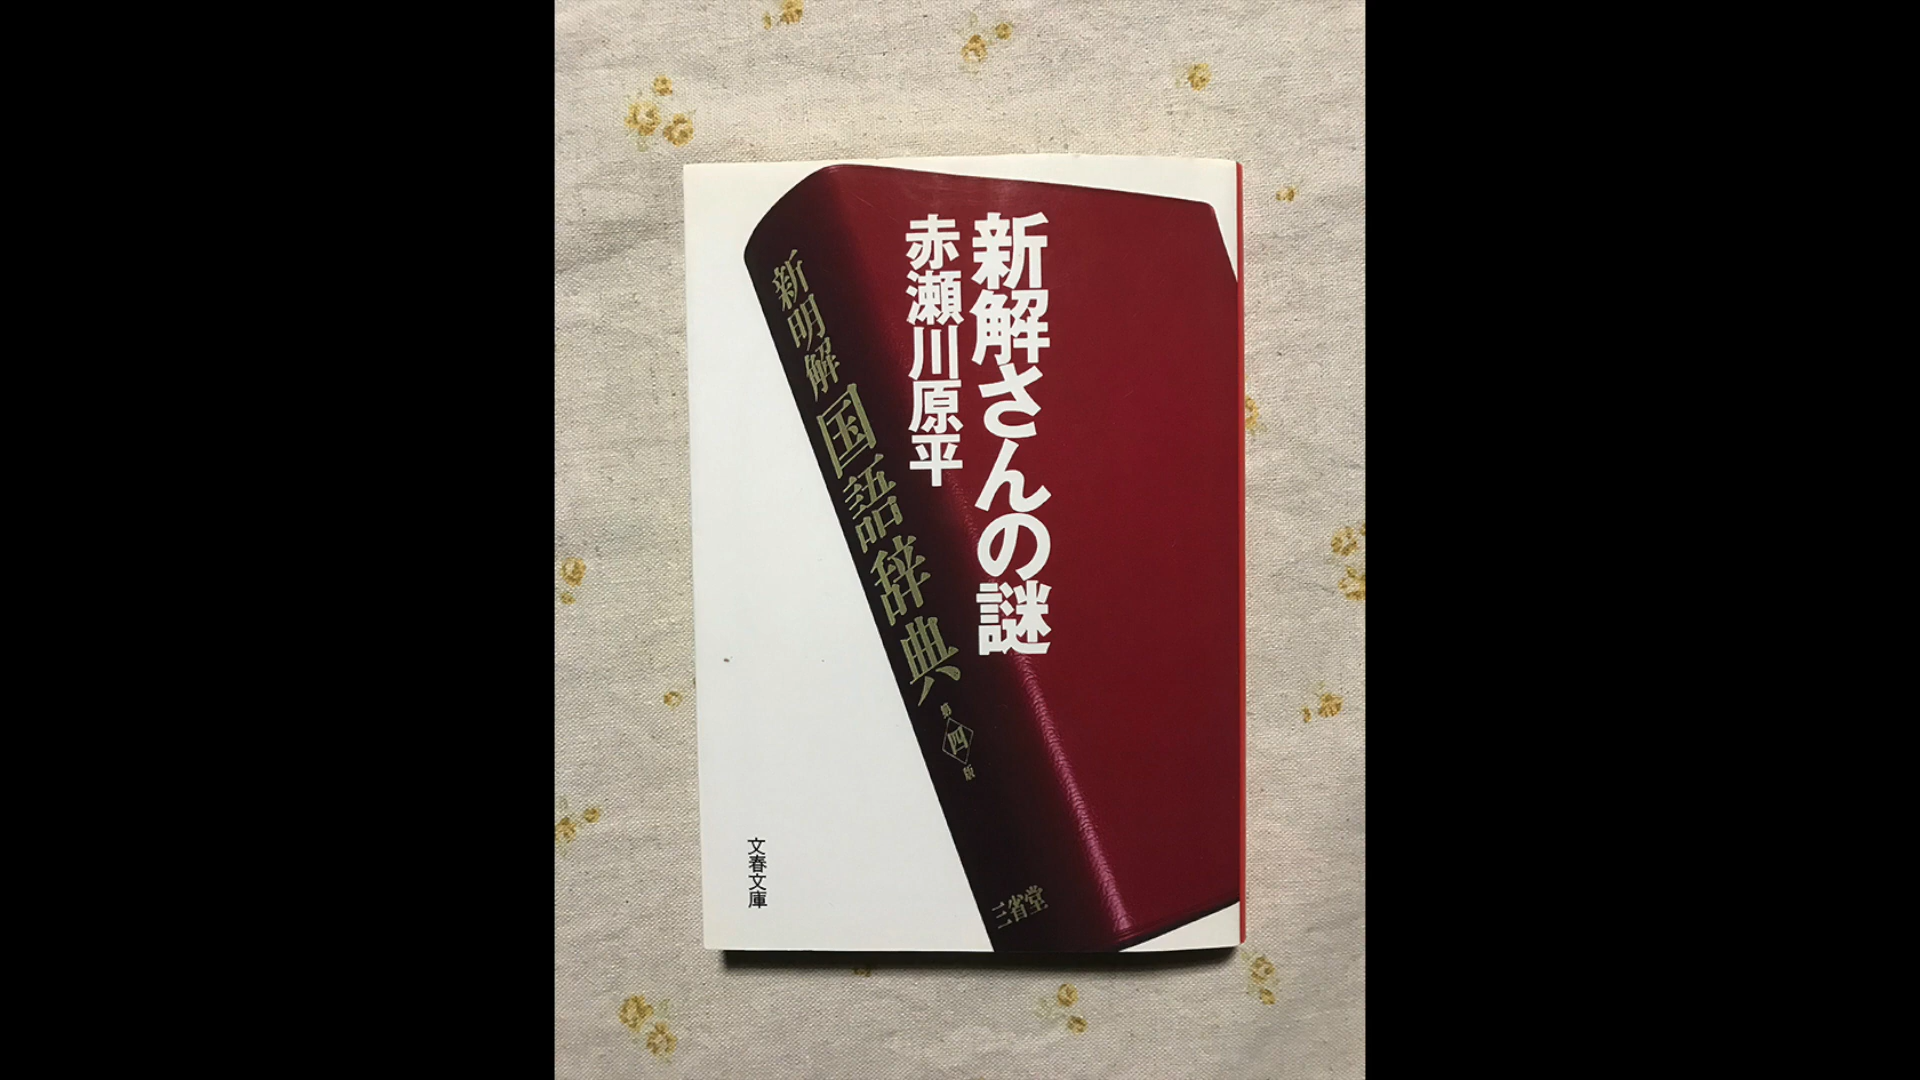 新解さんの謎
赤瀬川原平
新明解国語辞典
第四版
三省堂
文春文庫